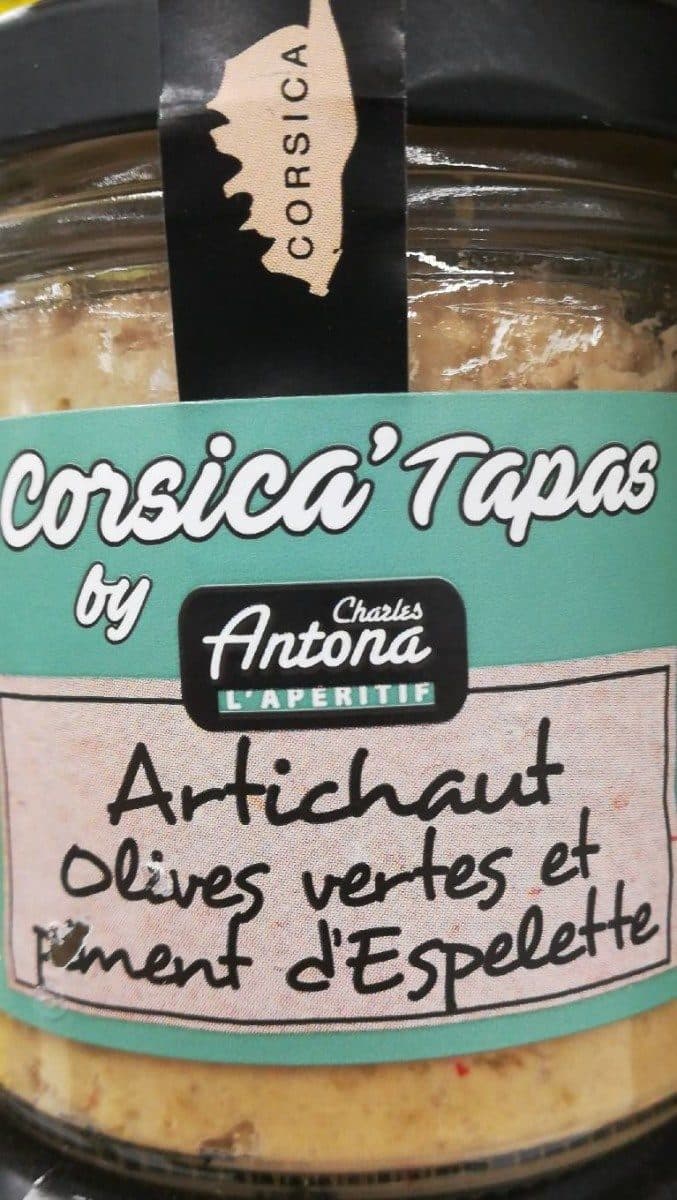 CORSICA
Corsica'Tapas
by
Charles
Antona
L'APÉRITIF
Artichaut
Olives vertes et
Piment d'Espelette